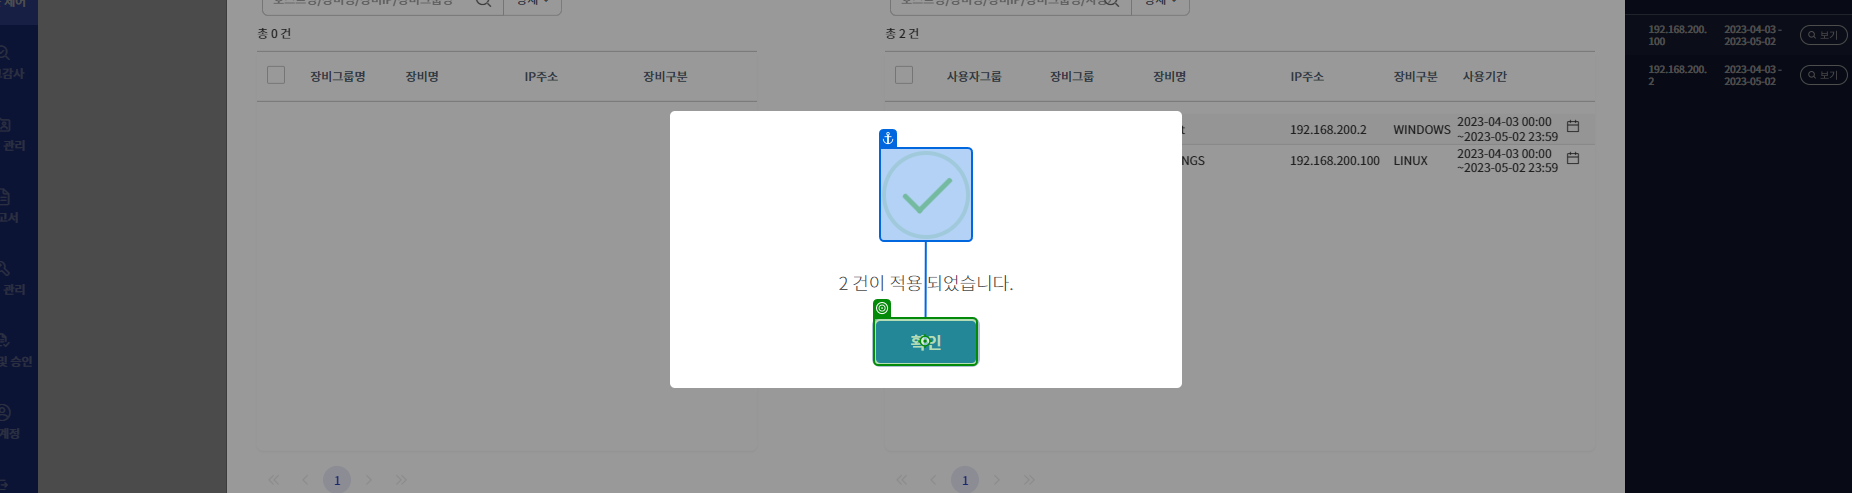 제어
총 0 건
총 2 건
장비그룹명 장비명 IP주소 장비구분
사용자그룹 장비그룹 장비명 IP주소 장비구분 사용기간
192.168.200.2 WINDOWS 2023-04-03 00:00
~2023-05-02 23:59
NGS 192.168.200.100 LINUX 2023-04-03 00:00
~2023-05-02 23:59
2 건이 적용 되었습니다.
확인
1
1
192.168.200.
100
2023-04-03 -
2023-05-02
보기
192.168.200.
2
2023-04-03 -
2023-05-02
보기
감사
관리
고서
관리
및 승인
계정